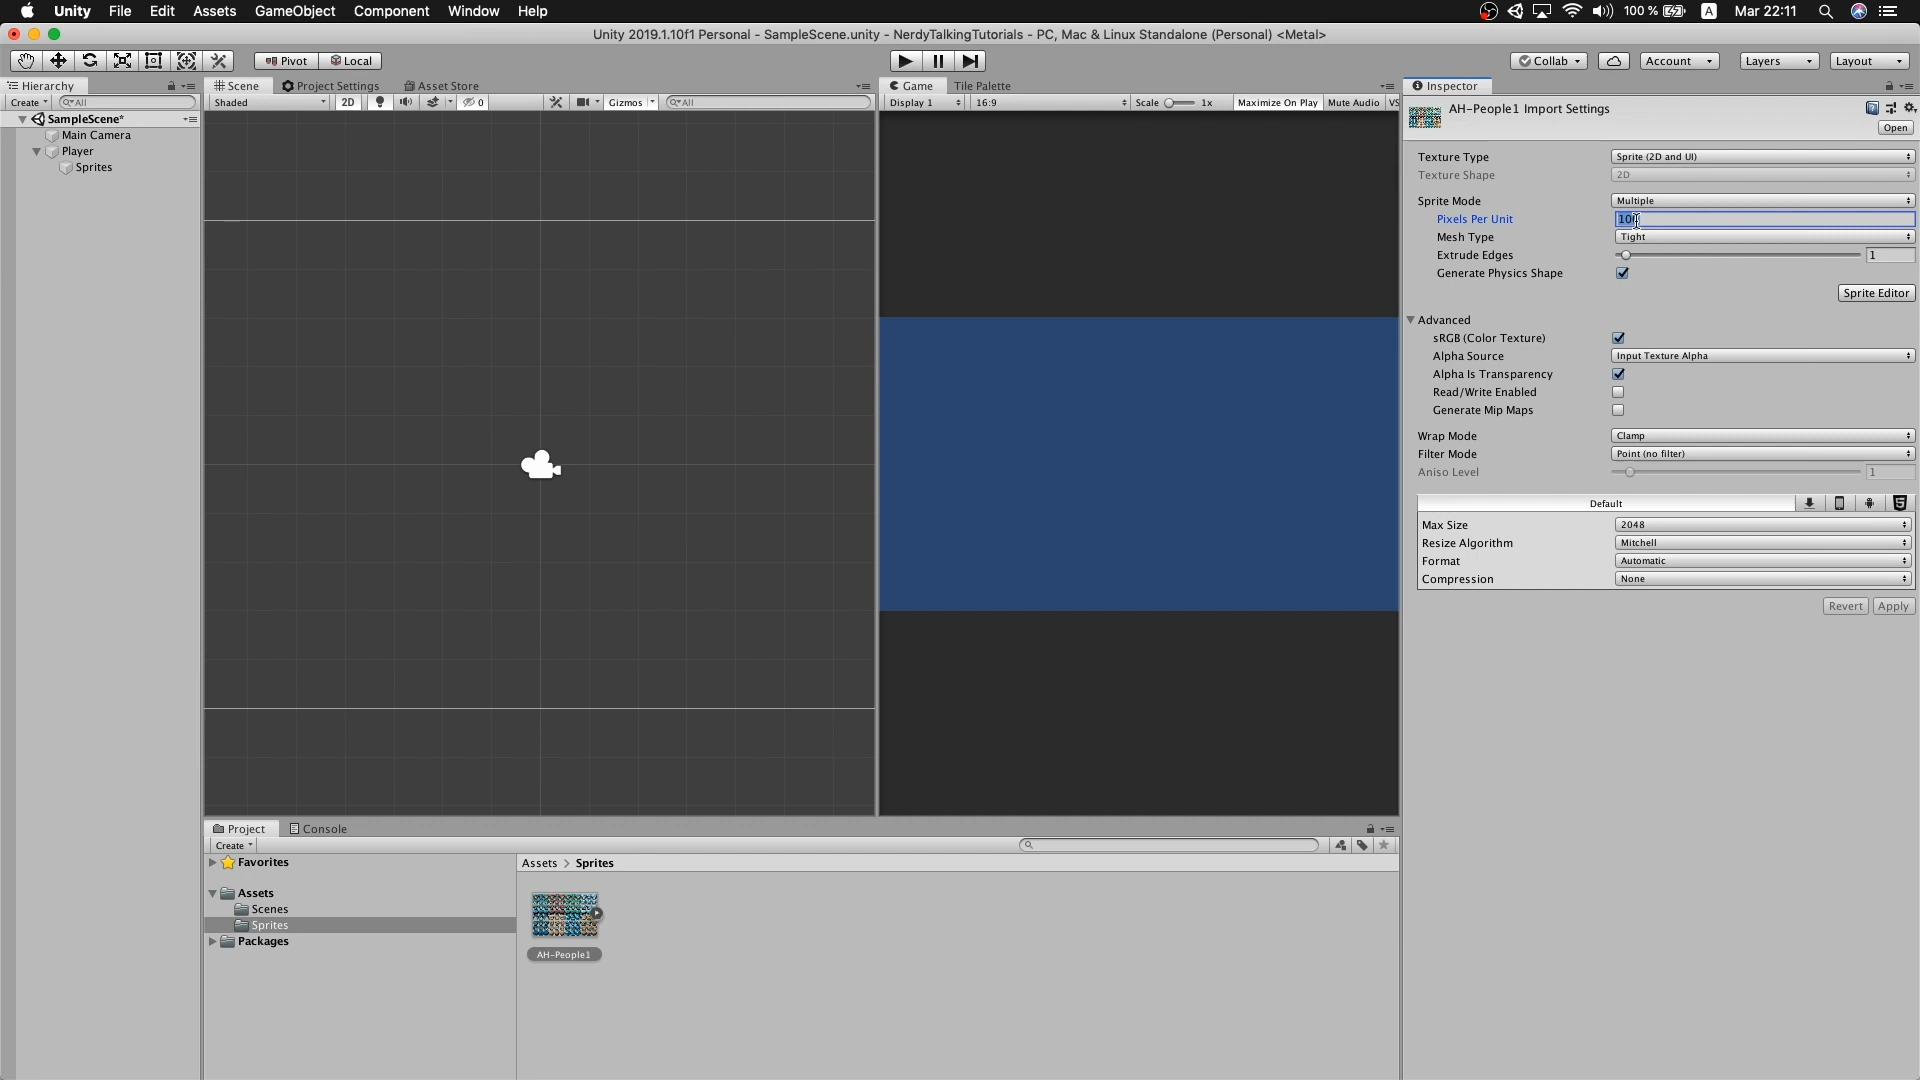 Unity File Edit Assets GameObject Component Window Help 100 % A Mar 22:11
Unity 2019.1.10f1 Personal - SampleScene.unity - NerdyTalkingTutorials - PC, Mac & Linux Standalone (Personal) <Metal>
Pivot Local Collab Account Layers Layout
Hierarchy
Create All
SampleScene*
Main Camera
Player
Sprites
Scene Project Settings Asset Store
Shaded 2D 0 Gizmos All
Game Tile Palette
Display 1 16:9 Scale 1x Maximize On Play Mute Audio VS
Inspector
AH-People1 Import Settings
Open
Texture Type Sprite (2D and UI)
Texture Shape 2D
Sprite Mode Multiple
Pixels Per Unit 100
Mesh Type Tight
Extrude Edges 1
Generate Physics Shape
Sprite Editor
Advanced
sRGB (Color Texture)
Alpha Source Input Texture Alpha
Alpha Is Transparency
Read/Write Enabled
Generate Mip Maps
Wrap Mode Clamp
Filter Mode Point (no filter)
Aniso Level 1
Default
Max Size 2048
Resize Algorithm Mitchell
Format Automatic
Compression None
Revert Apply
Project Console
Create
Favorites
Assets
Scenes
Sprites
Packages
Assets > Sprites
AH-People1